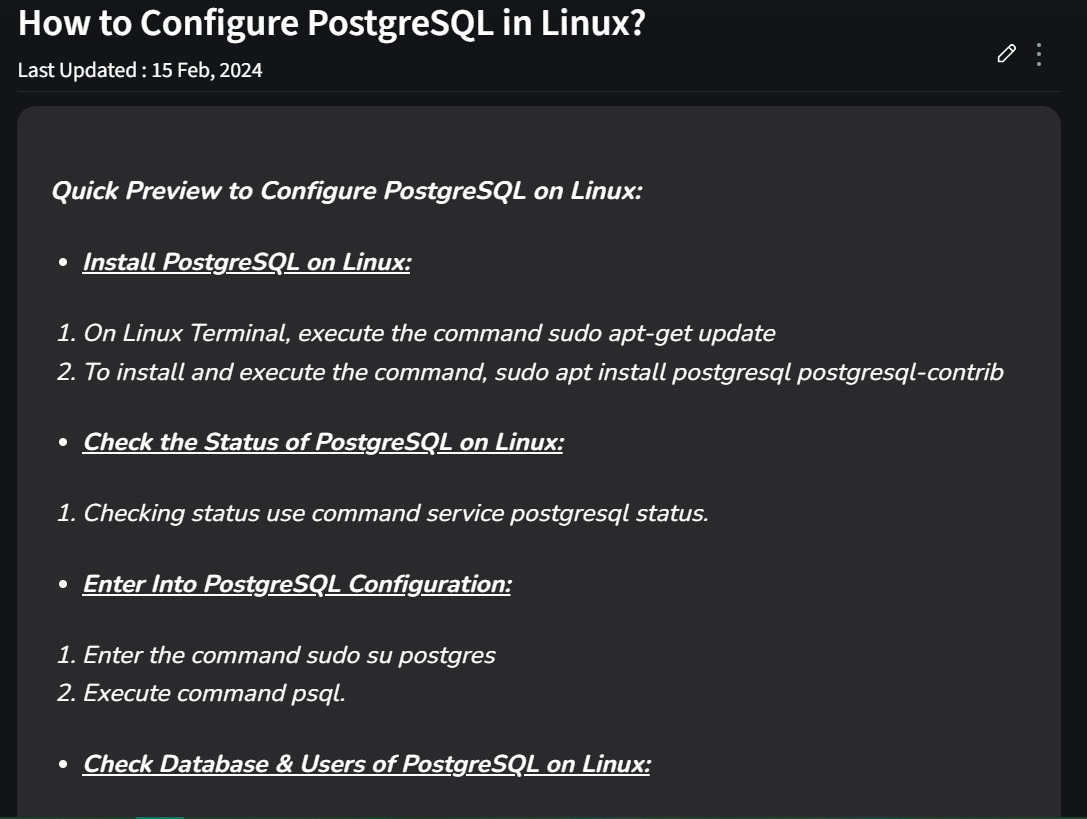 How to Configure PostgreSQL in Linux?
Last Updated : 15 Feb, 2024
Quick Preview to Configure PostgreSQL on Linux:
• Install PostgreSQL on Linux:
1. On Linux Terminal, execute the command sudo apt-get update
2. To install and execute the command, sudo apt install postgresql postgresql-contrib
• Check the Status of PostgreSQL on Linux:
1. Checking status use command service postgresql status.
• Enter Into PostgreSQL Configuration:
1. Enter the command sudo su postgres
2. Execute command psql.
• Check Database & Users of PostgreSQL on Linux: